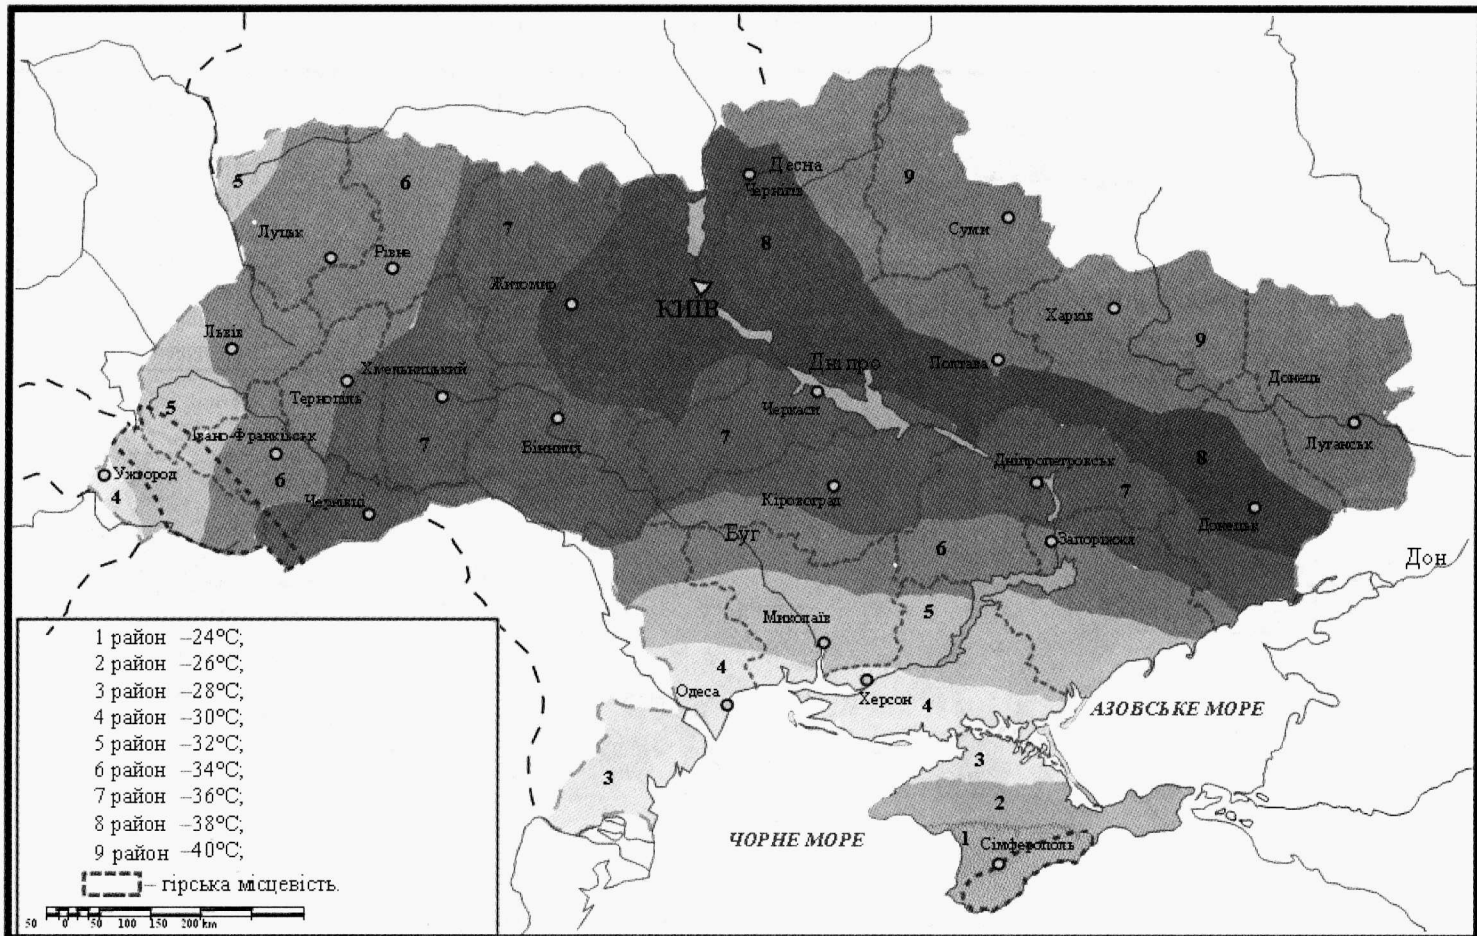 Десна
Чернігів
5
6
9
Луцьк
Рівне
7
8
Суми
Житомир
КИЇВ
Харків
9
Львів
Дніпро
Полтава
Хмельницький
Тернопіль
Донець
5
Черкаси
Івано-Франківськ
7
Вінниця
7
Луганськ
Ужгород
4
6
Дніпропетровськ
8
7
Чернівці
Кіровоград
Донецьк
Буг
6
Запоріжжя
Дон
Миколаїв
5
4
Одеса
Херсон
4
АЗОВСЬКЕ МОРЕ
3
3
2
ЧОРНЕ МОРЕ
1
Сімферополь
1 район –24°C;
2 район –26°C;
3 район –28°C;
4 район –30°C;
5 район –32°C;
6 район –34°C;
7 район –36°C;
8 район –38°C;
9 район –40°C;
– гірська місцевість.
50 0 50 100 150 200 km